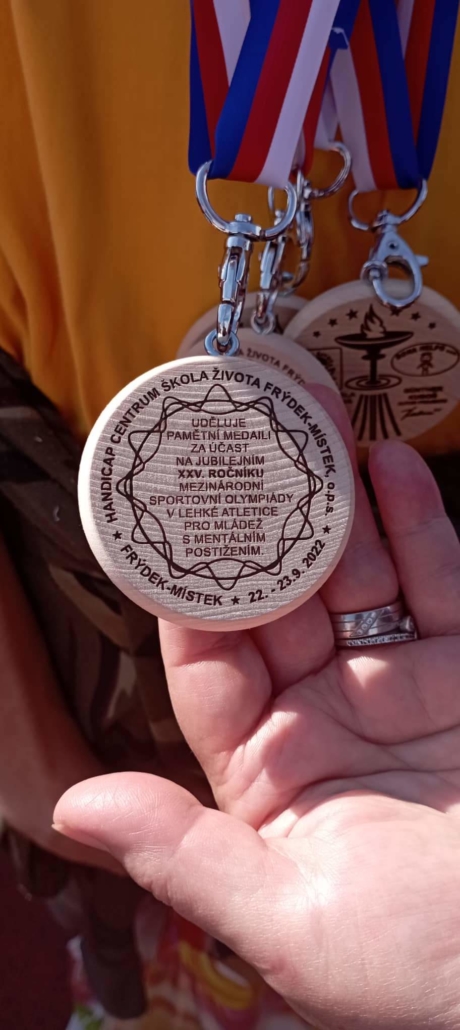 HANDICAP CENTRUM ŠKOLA ŽIVOTA FRÝDEK-MÍSTEK, o.p.s.
UDĚLUJE
PAMĚTNÍ MEDAILI
ZA ÚČAST
NA JUBILEJNÍM
XXV. ROČNÍKU
MEZINÁRODNÍ
SPORTOVNÍ OLYMPIÁDY
V LEHKÉ ATLETICE
PRO MLÁDEŽ
S MENTÁLNÍM
POSTIŽENÍM.
★ FRÝDEK-MÍSTEK ★ 22. - 23.9. 2022 ★
ŠKOLA ŽIVOTA FRÝDE